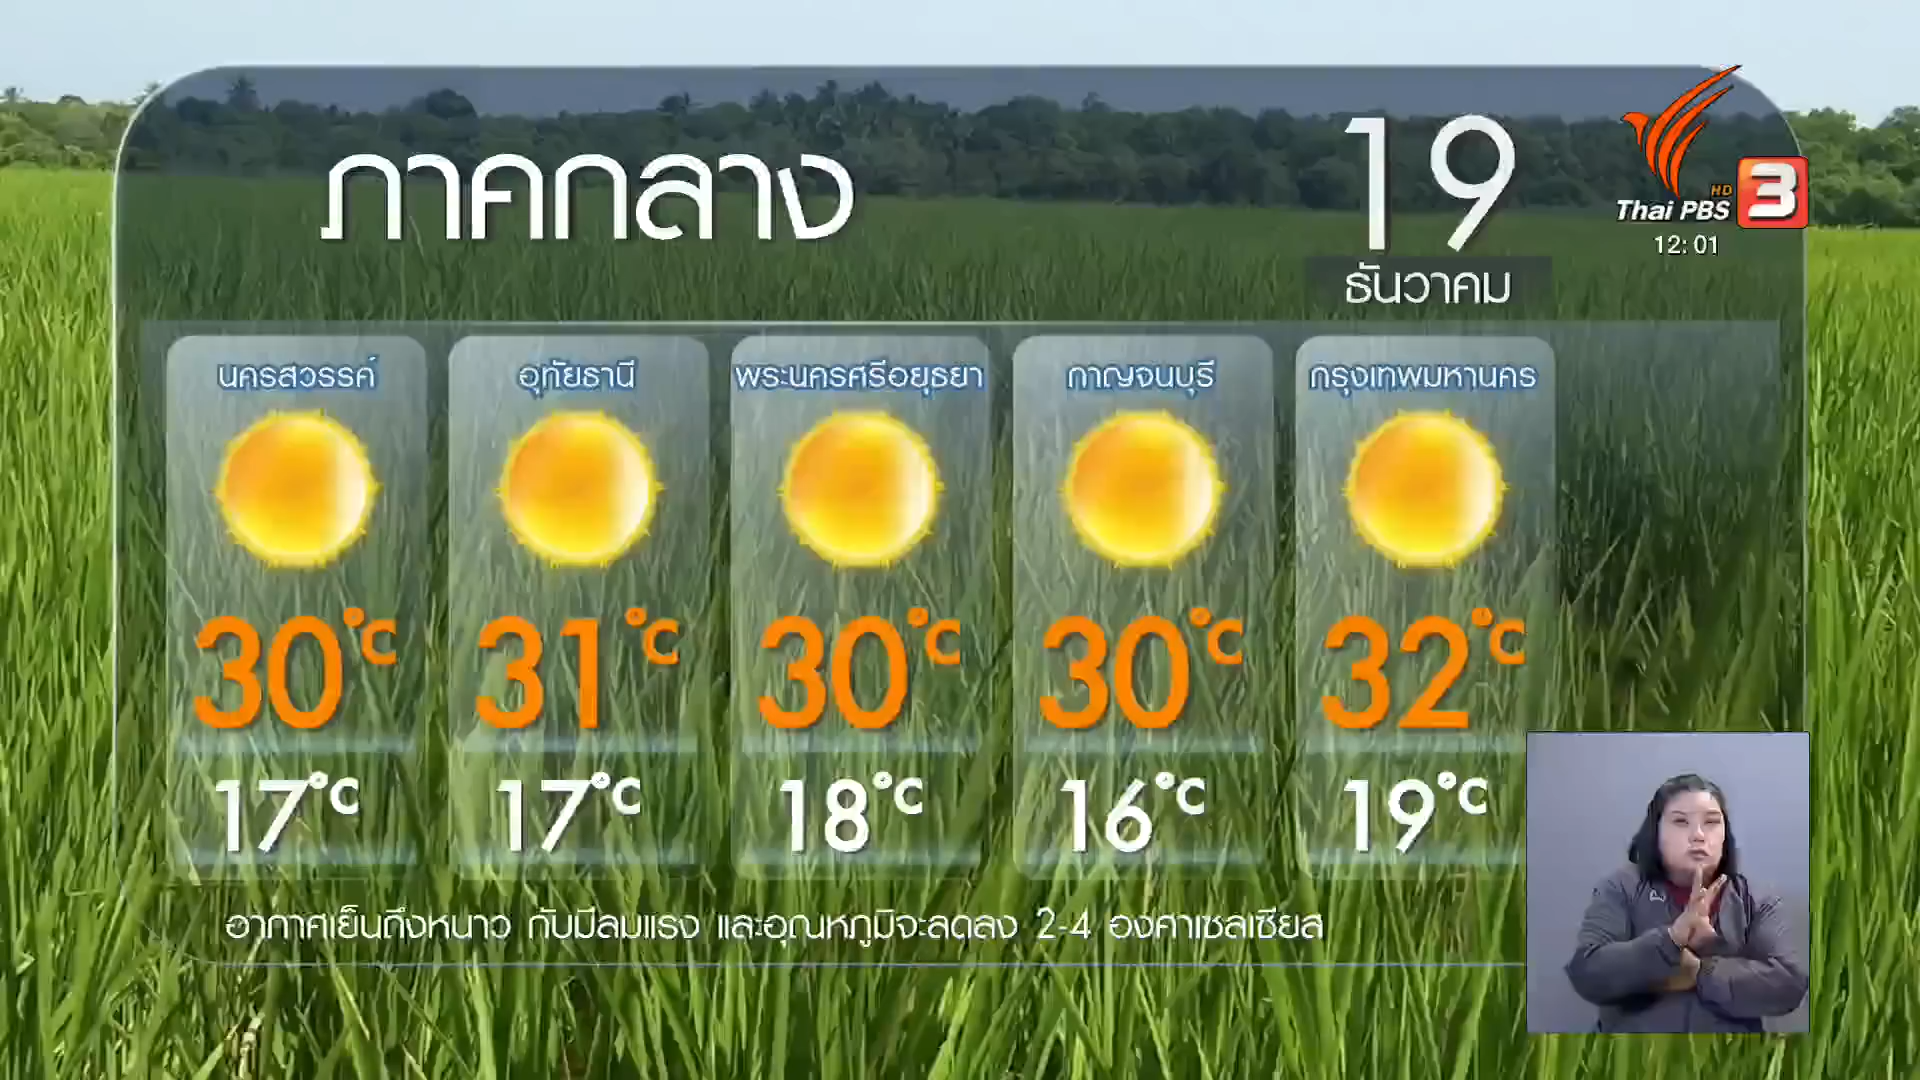 ภาคกลาง
19
ธันวาคม
HD
Thai PBS 3
12:01
นครสวรรค์ อุทัยธานี พระนครศรีอยุธยา กาญจนบุรี กรุงเทพมหานคร
30°C 31°C 30°C 30°C 32°C
17°C 17°C 18°C 16°C 19°C
อากาศเย็นถึงหนาว กับมีลมแรง และอุณหภูมิจะลดลง 2-4 องศาเซลเซียส